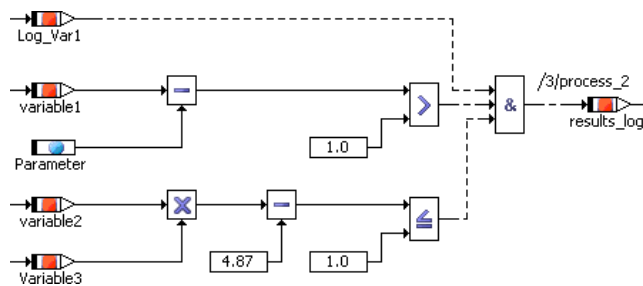 Log_Var1
/3/process_2
variable1
&
results_log
1.0
Parameter
variable2
4.87
1.0
Variable3